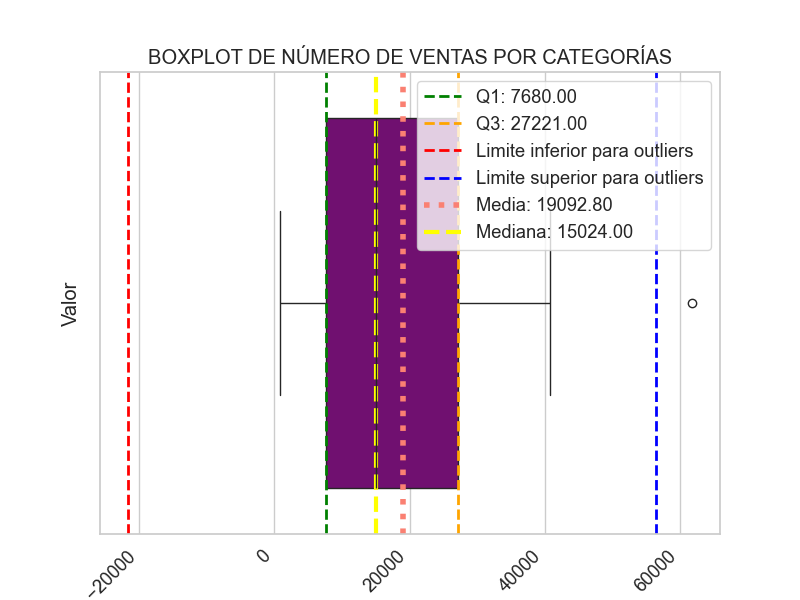 BOXPLOT DE NÚMERO DE VENTAS POR CATEGORÍAS
Q1: 7680.00
Q3: 27221.00
Limite inferior para outliers
Limite superior para outliers
Media: 19092.80
Mediana: 15024.00
Valor
−20000
0
20000
40000
60000